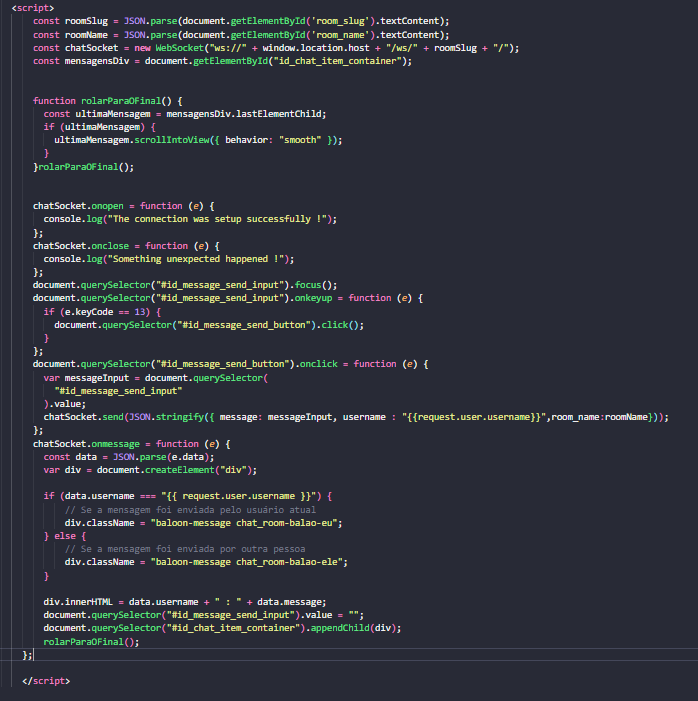 <script>
const roomSlug = JSON.parse(document.getElementById('room_slug').textContent);
const roomName = JSON.parse(document.getElementById('room_name').textContent);
const chatSocket = new WebSocket("ws://" + window.location.host + "/ws/" + roomSlug + "/");
const mensagensDiv = document.getElementById("id_chat_item_container");
function rolarParaOFinal() {
const ultimaMensagem = mensagensDiv.lastElementChild;
if (ultimaMensagem) {
ultimaMensagem.scrollIntoView({ behavior: "smooth" });
}
}rolarParaOFinal();
chatSocket.onopen = function (e) {
console.log("The connection was setup successfully !");
};
chatSocket.onclose = function (e) {
console.log("Something unexpected happened !");
};
document.querySelector("#id_message_send_input").focus();
document.querySelector("#id_message_send_input").onkeyup = function (e) {
if (e.keyCode == 13) {
document.querySelector("#id_message_send_button").click();
}
};
document.querySelector("#id_message_send_button").onclick = function (e) {
var messageInput = document.querySelector(
"#id_message_send_input"
).value;
chatSocket.send(JSON.stringify({ message: messageInput, username : "{{request.user.username}}",room_name:roomName}));
};
chatSocket.onmessage = function (e) {
const data = JSON.parse(e.data);
var div = document.createElement("div");
if (data.username === "{{ request.user.username }}") {
// Se a mensagem foi enviada pelo usuário atual
div.className = "baloon-message chat_room-balao-eu";
} else {
// Se a mensagem foi enviada por outra pessoa
div.className = "baloon-message chat_room-balao-ele";
}
div.innerHTML = data.username + " : " + data.message;
document.querySelector("#id_message_send_input").value = "";
document.querySelector("#id_chat_item_container").appendChild(div);
rolarParaOFinal();
};
</script>